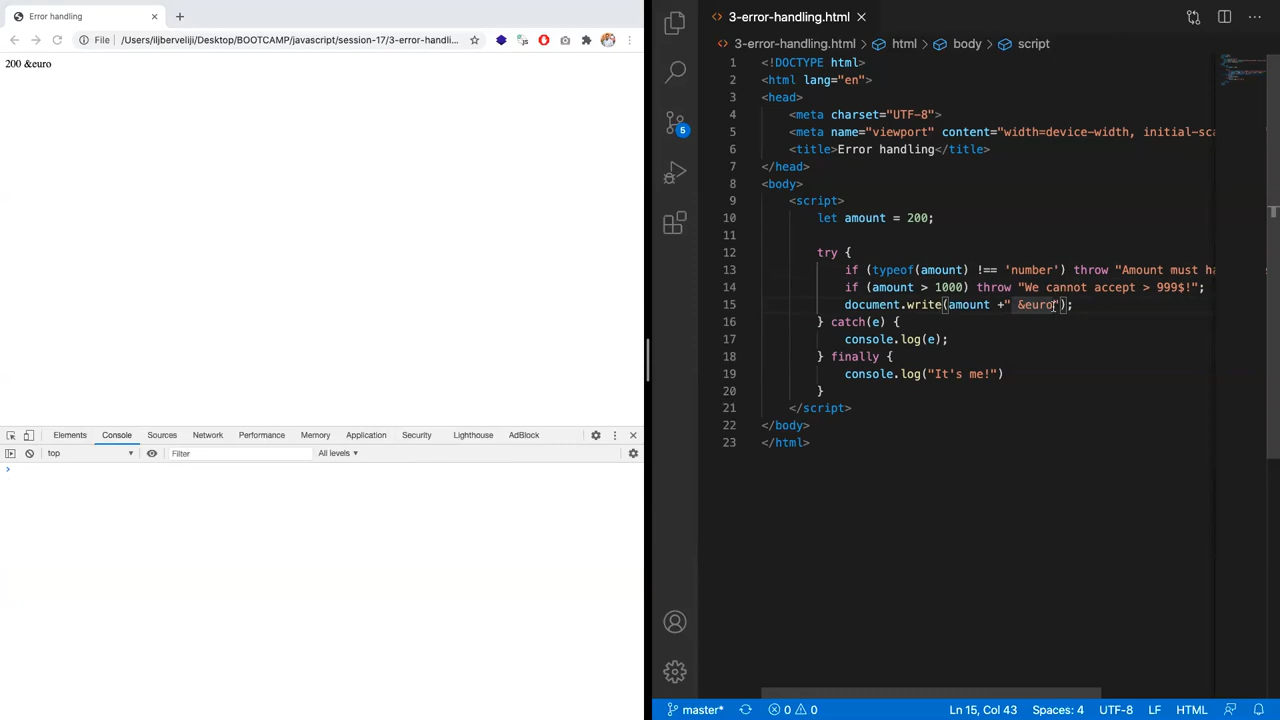 Error handling
File
/Users/iljberveliji/Desktop/BOOTCAMP/javascript/session-17/3-error-handli...
200 &euro
Elements Console Sources Network Performance Memory Application Security Lighthouse AdBlock
top Filter All levels
3-error-handling.html
3-error-handling.html html body script
5
1 <!DOCTYPE html>
2 <html lang="en">
3 <head>
4 <meta charset="UTF-8">
5 <meta name="viewport" content="width=device-width, initial-sca
6 <title>Error handling</title>
7 </head>
8 <body>
9 <script>
10 let amount = 200;
11
12 try {
13 if (typeof(amount) !== 'number') throw "Amount must ha
14 if (amount > 1000) throw "We cannot accept > 999$!";
15 document.write(amount +" &euro");
16 } catch(e) {
17 console.log(e);
18 } finally {
19 console.log("It's me!")
20 }
21 </script>
22 </body>
23 </html>
master* 0 0 Ln 15, Col 43 Spaces: 4 UTF-8 LF HTML